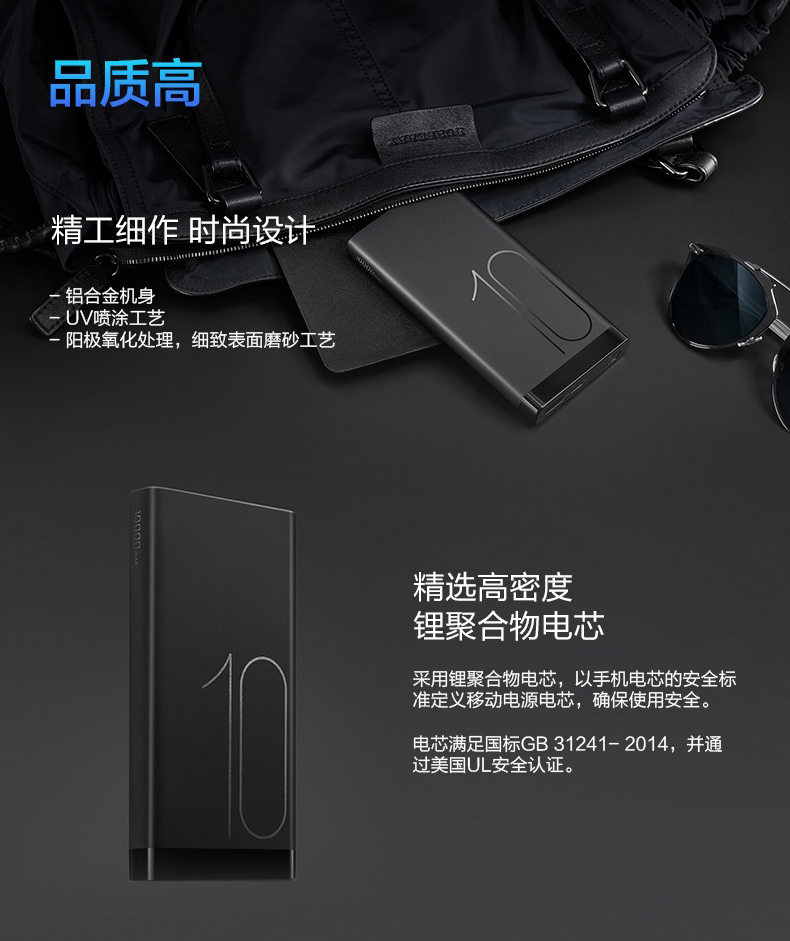 品质高
精工细作 时尚设计
- 铝合金机身
- UV喷涂工艺
- 阳极氧化处理，细致表面磨砂工艺
10000mAh
10
10000mAh
10
精选高密度
锂聚合物电芯
采用锂聚合物电芯，以手机电芯的安全标
准定义移动电源电芯，确保使用安全。
电芯满足国标GB 31241- 2014，并通
过美国UL安全认证。